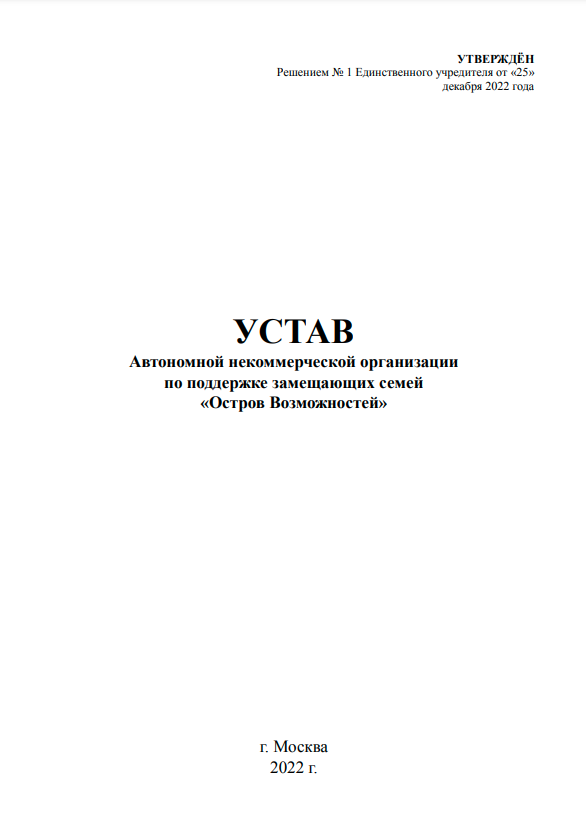 УТВЕРЖДЁН
Решением № 1 Единственного учредителя от «25»
декабря 2022 года
УСТАВ
Автономной некоммерческой организации
по поддержке замещающих семей
«Остров Возможностей»
г. Москва
2022 г.